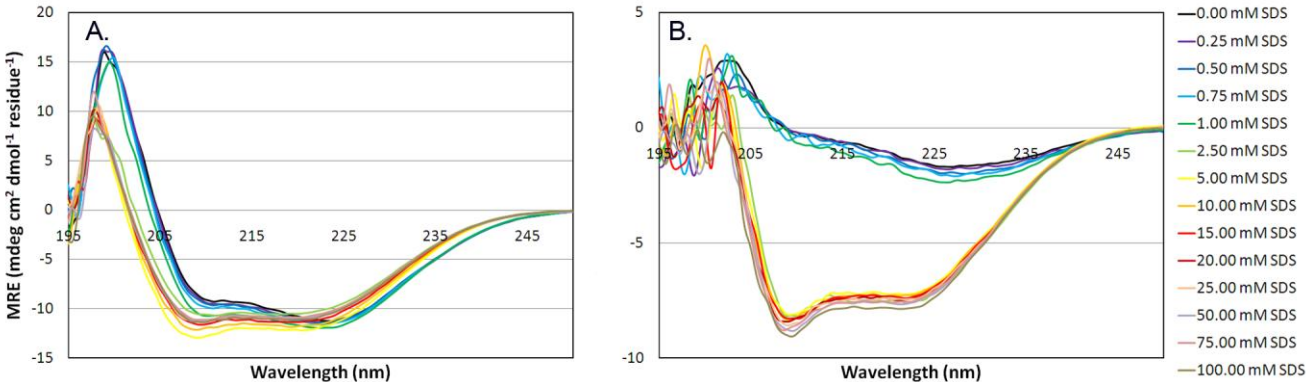 A.
20
15
10
5
0
-5
-10
-15
195
205
215
225
235
245
MRE (mdeg cm² dmol⁻¹ residue⁻¹)
Wavelength (nm)
B.
5
0
-5
-10
195
205
215
225
235
245
Wavelength (nm)
0.00 mM SDS
0.25 mM SDS
0.50 mM SDS
0.75 mM SDS
1.00 mM SDS
2.50 mM SDS
5.00 mM SDS
10.00 mM SDS
15.00 mM SDS
20.00 mM SDS
25.00 mM SDS
50.00 mM SDS
75.00 mM SDS
100.00 mM SDS